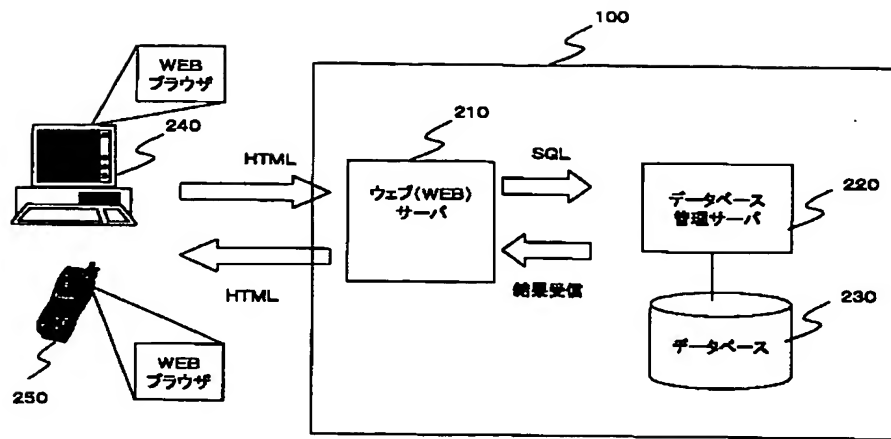 100
WEB
ブラウザ
240
210
HTML
SQL
ウェブ(WEB)
サーバ
データベース
管理サーバ
220
HTML
結果受信
230
データベース
WEB
ブラウザ
250